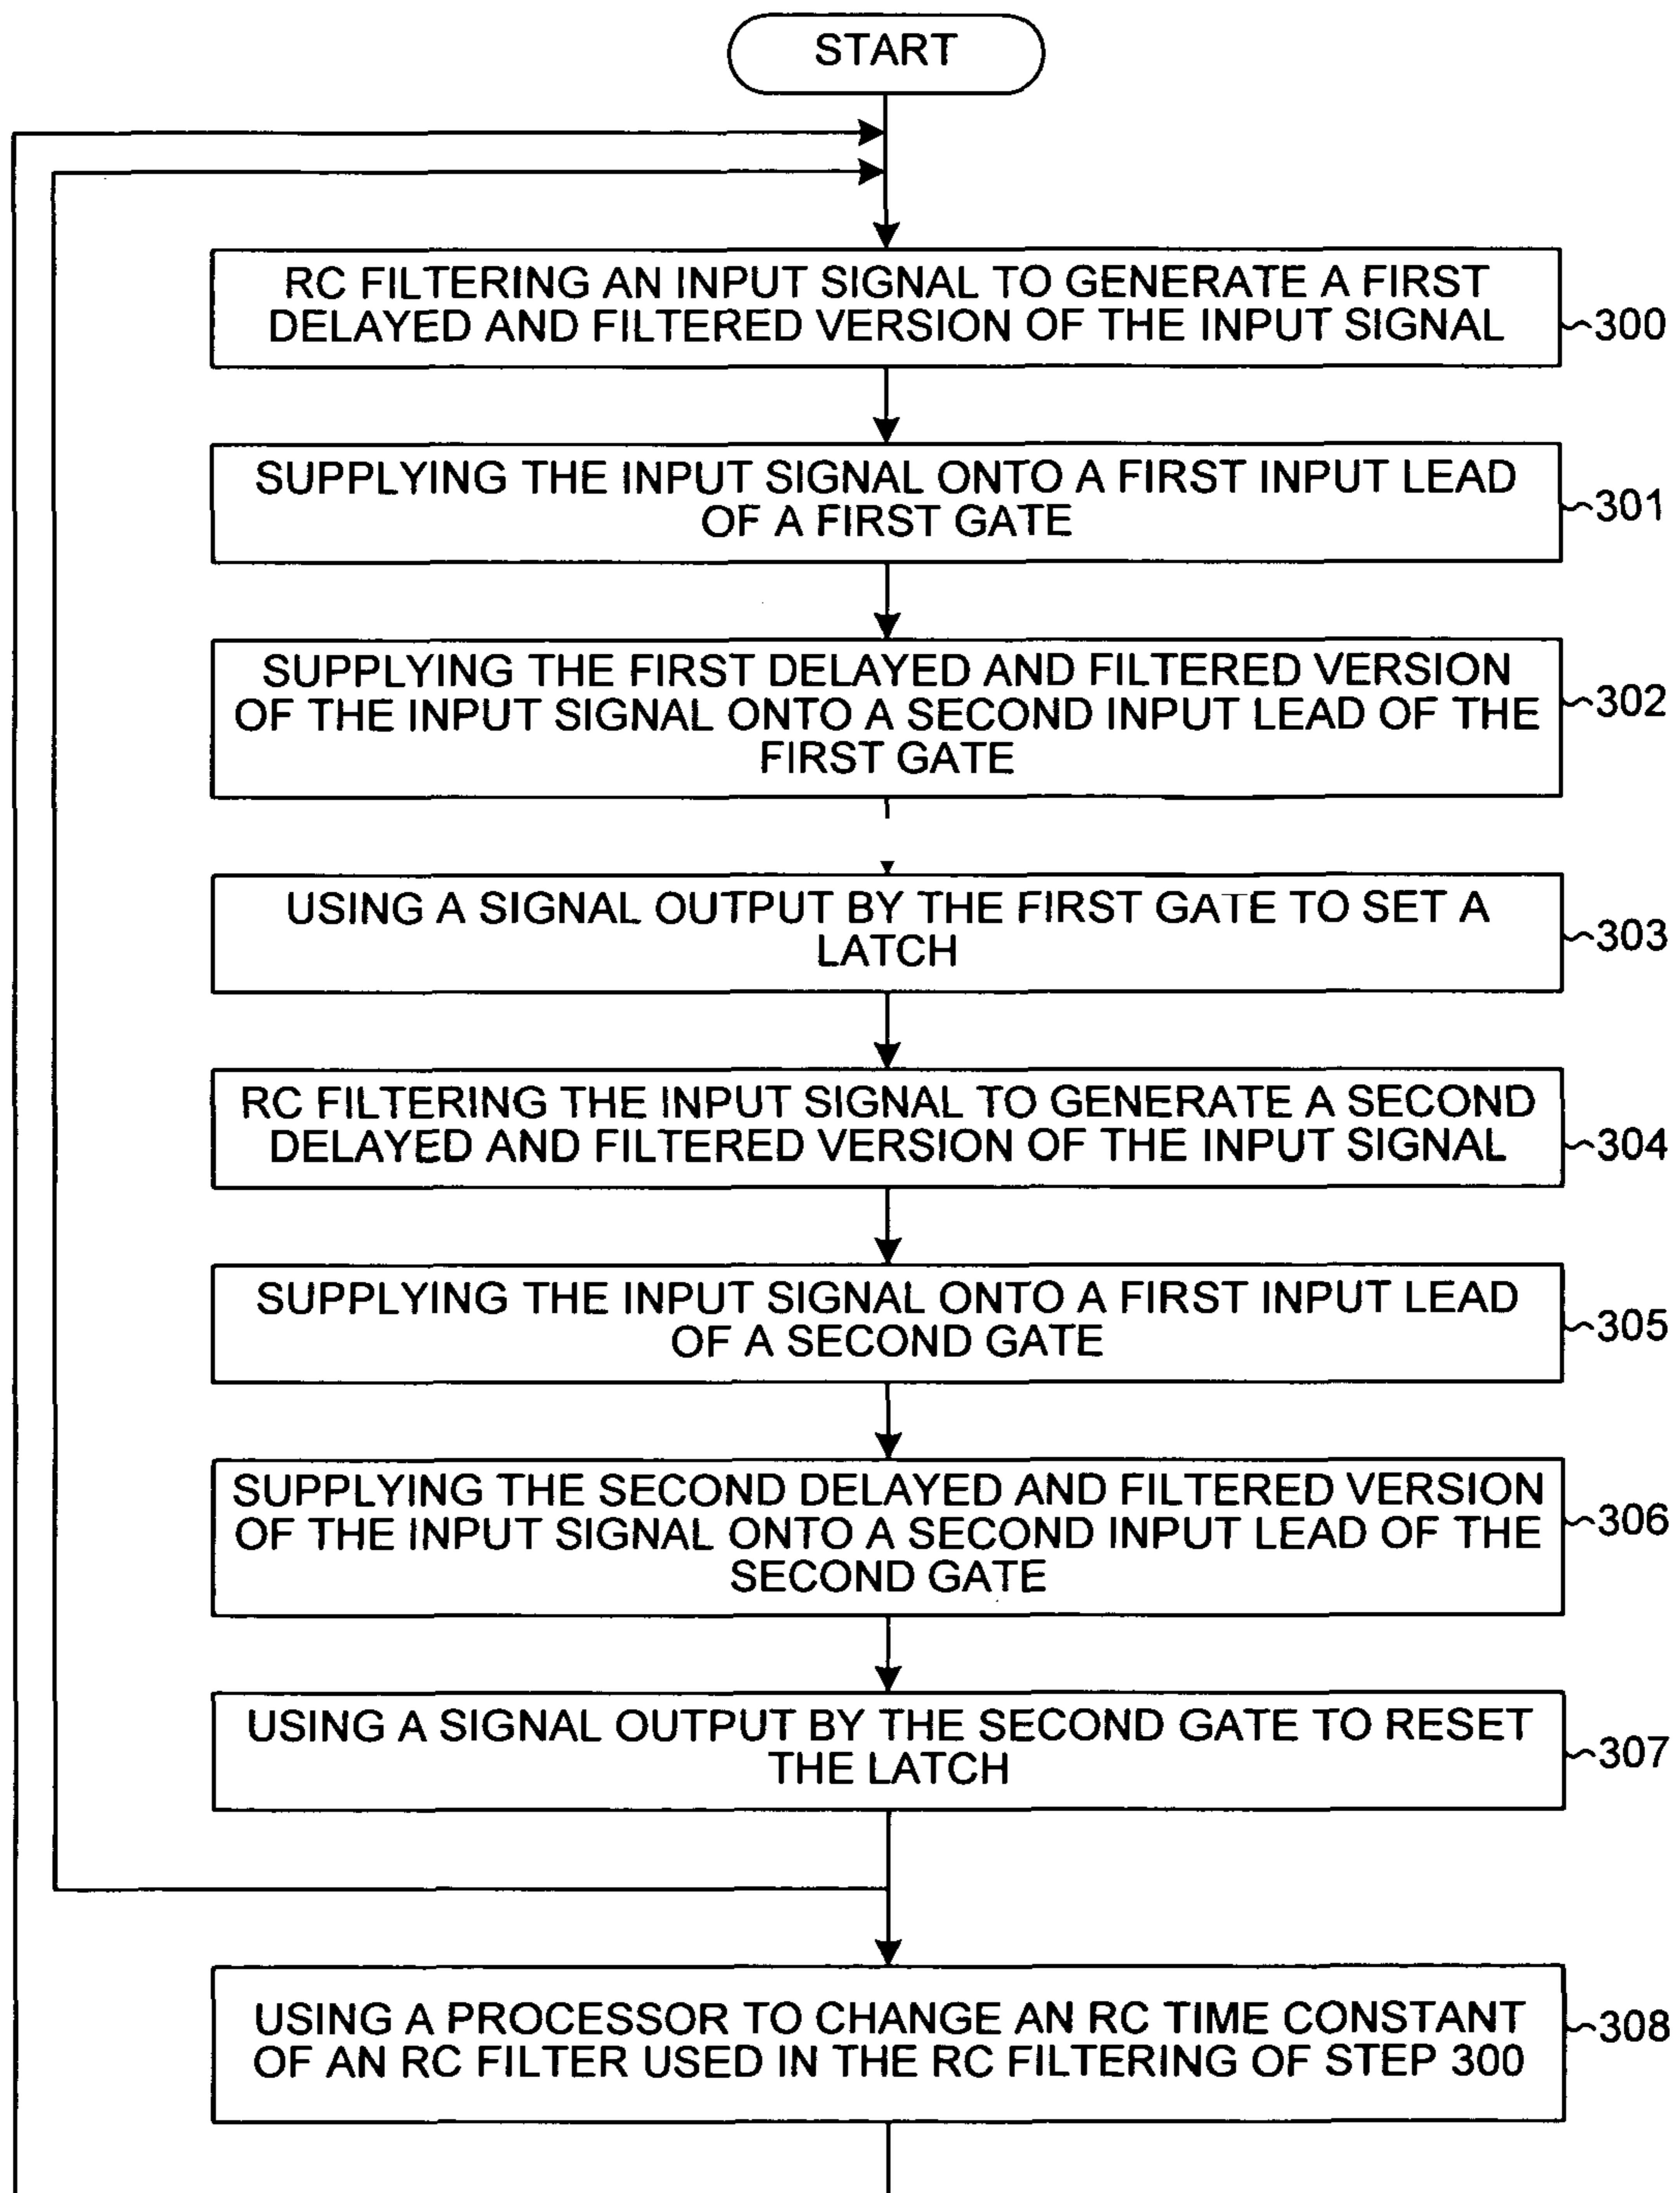 START
RC FILTERING AN INPUT SIGNAL TO GENERATE A FIRST
DELAYED AND FILTERED VERSION OF THE INPUT SIGNAL
~300
SUPPLYING THE INPUT SIGNAL ONTO A FIRST INPUT LEAD
OF A FIRST GATE
~301
SUPPLYING THE FIRST DELAYED AND FILTERED VERSION
OF THE INPUT SIGNAL ONTO A SECOND INPUT LEAD OF THE
FIRST GATE
~302
USING A SIGNAL OUTPUT BY THE FIRST GATE TO SET A
LATCH
~303
RC FILTERING THE INPUT SIGNAL TO GENERATE A SECOND
DELAYED AND FILTERED VERSION OF THE INPUT SIGNAL
~304
SUPPLYING THE INPUT SIGNAL ONTO A FIRST INPUT LEAD
OF A SECOND GATE
~305
SUPPLYING THE SECOND DELAYED AND FILTERED VERSION
OF THE INPUT SIGNAL ONTO A SECOND INPUT LEAD OF THE
SECOND GATE
~306
USING A SIGNAL OUTPUT BY THE SECOND GATE TO RESET
THE LATCH
~307
USING A PROCESSOR TO CHANGE AN RC TIME CONSTANT
OF AN RC FILTER USED IN THE RC FILTERING OF STEP 300
~308